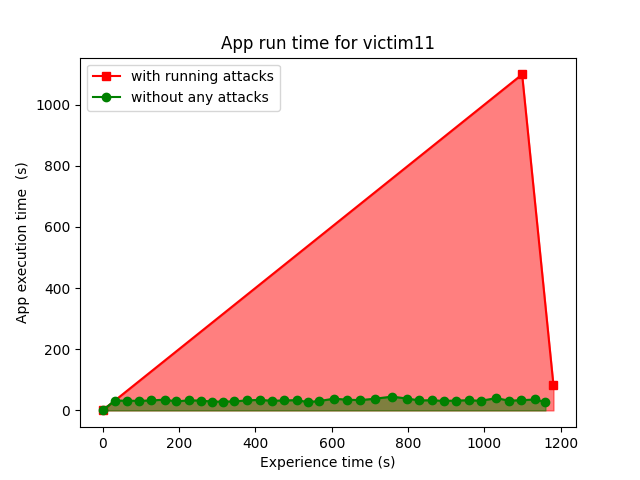 App run time for victim11
with running attacks
without any attacks
App execution time  (s)
1000
800
600
400
200
0
0 200 400 600 800 1000 1200
Experience time (s)